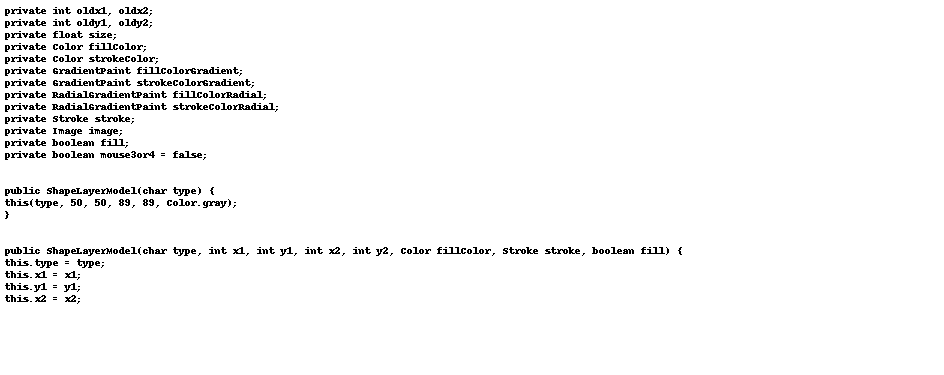 private int oldx1, oldx2;
private int oldy1, oldy2;
private float size;
private Color fillColor;
private Color strokeColor;
private GradientPaint fillColorGradient;
private GradientPaint strokeColorGradient;
private RadialGradientPaint fillColorRadial;
private RadialGradientPaint strokeColorRadial;
private Stroke stroke;
private Image image;
private boolean fill;
private boolean mouse3or4 = false;
public ShapeLayerModel(char type) {
this(type, 50, 50, 89, 89, Color.gray);
}
public ShapeLayerModel(char type, int x1, int y1, int x2, int y2, Color fillColor, Stroke stroke, boolean fill) {
this.type = type;
this.x1 = x1;
this.y1 = y1;
this.x2 = x2;